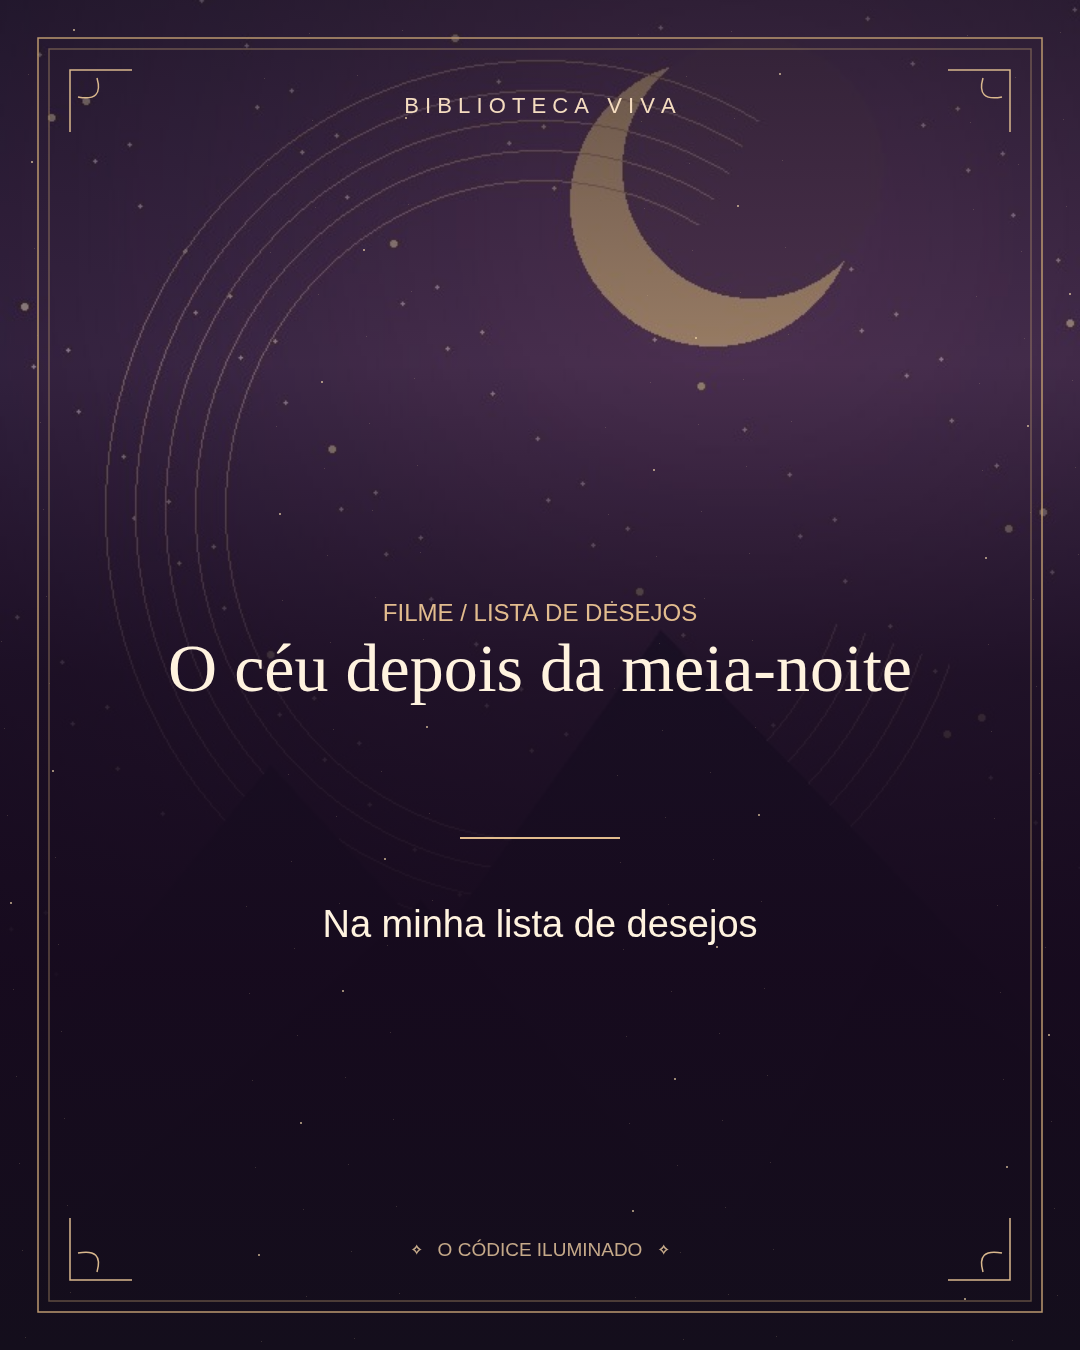 BIBLIOTECA VIVA
FILME / LISTA DE DESEJOS
O céu depois da meia-noite
Na minha lista de desejos
✧ O CÓDICE ILUMINADO ✧